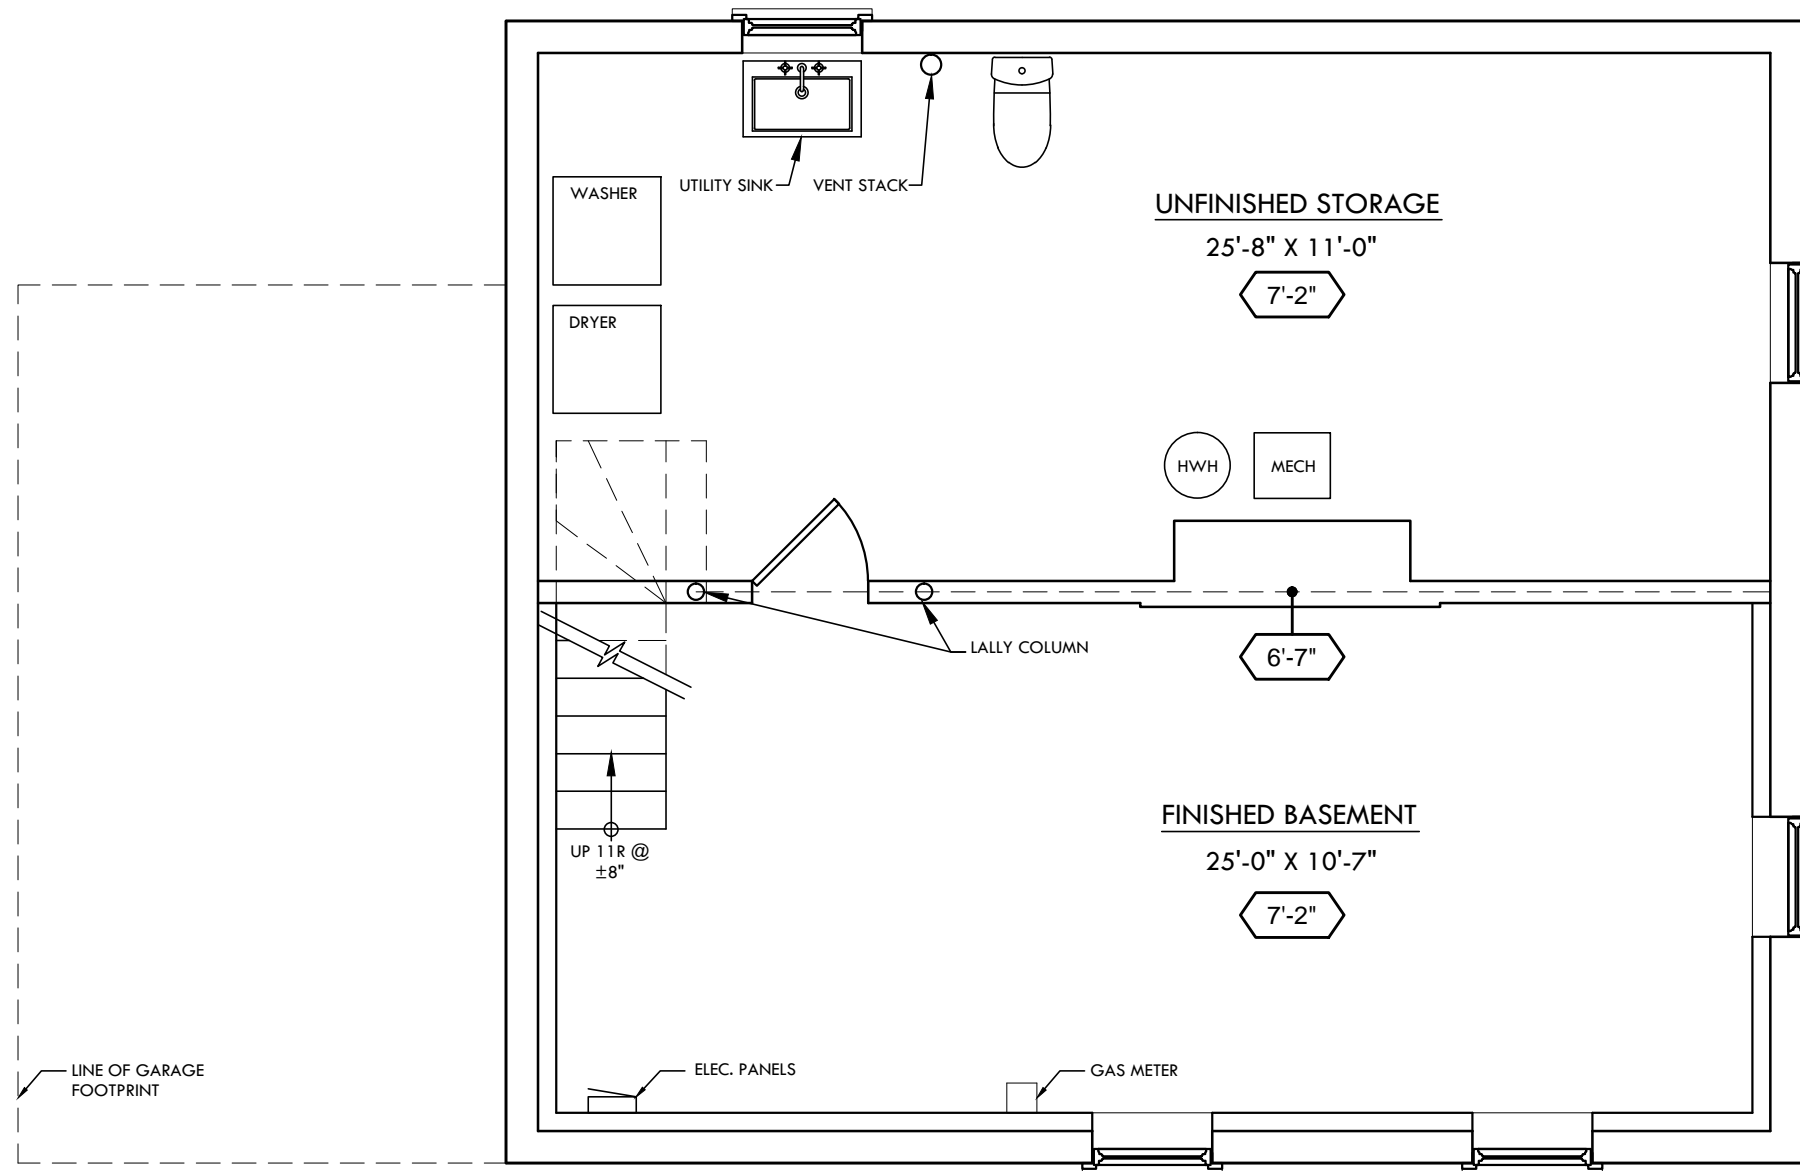 UTILITY SINK
VENT STACK
WASHER
DRYER
UNFINISHED STORAGE
25'-8" X 11'-0"
7'-2"
HWH
MECH
LALLY COLUMN
6'-7"
UP 11R @
±8"
FINISHED BASEMENT
25'-0" X 10'-7"
7'-2"
LINE OF GARAGE
FOOTPRINT
ELEC. PANELS
GAS METER